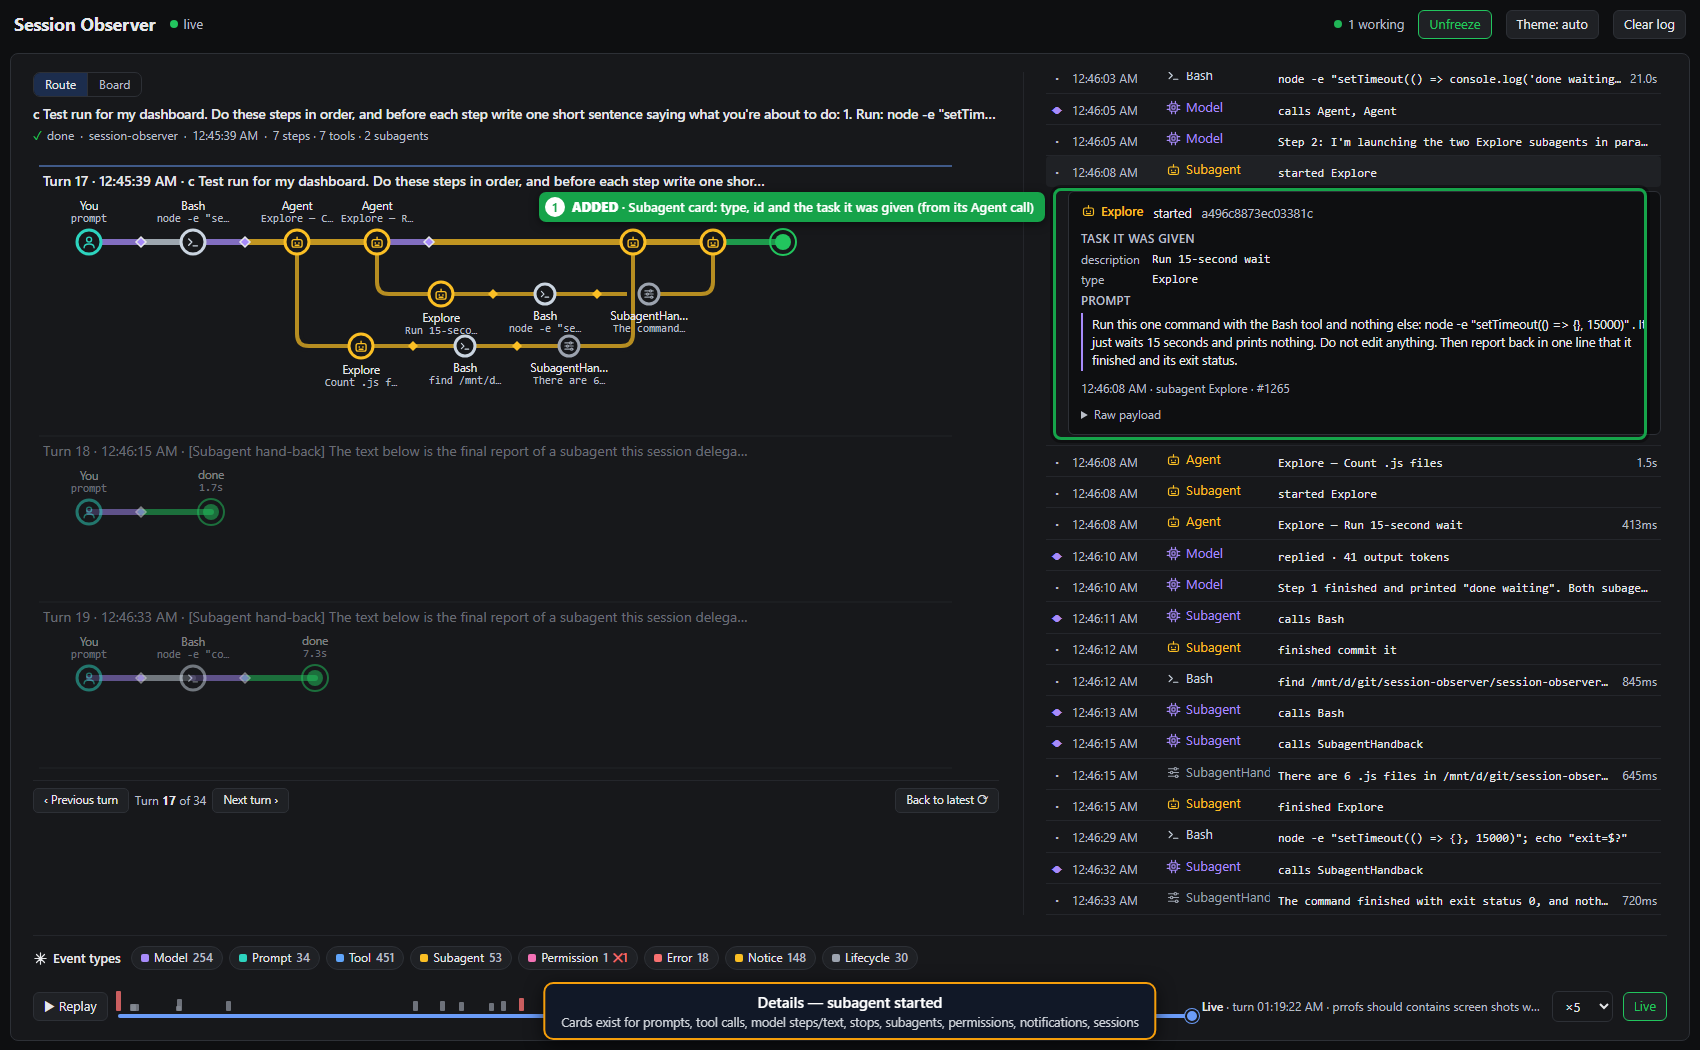 Session Observer
live
1 working
Unfreeze
Theme: auto
Clear log
Route
Board
c Test run for my dashboard. Do these steps in order, and before each step write one short sentence saying what you're about to do: 1. Run: node -e "setTim...
✓ done · session-observer · 12:45:39 AM · 7 steps · 7 tools · 2 subagents
Turn 17 · 12:45:39 AM · c Test run for my dashboard. Do these steps in order, and before each step write one shor...
You
prompt
Bash
node -e "se…
Agent
Explore — C…
Agent
Explore — R…
Explore
Run 15-seco…
Bash
node -e "se…
SubagentHan...
The command…
Explore
Count .js f…
Bash
find /mnt/d…
SubagentHan...
There are 6…
Turn 18 · 12:46:15 AM · [Subagent hand-back] The text below is the final report of a subagent this session delega...
You
prompt
done
1.7s
Turn 19 · 12:46:33 AM · [Subagent hand-back] The text below is the final report of a subagent this session delega...
You
prompt
Bash
node -e "co…
done
7.3s
‹ Previous turn
Turn 17 of 34
Next turn ›
Back to latest
1 ADDED · Subagent card: type, id and the task it was given (from its Agent call)
12:46:03 AM Bash node -e "setTimeout(() => console.log('done waiting… 21.0s
12:46:05 AM Model calls Agent, Agent
12:46:05 AM Model Step 2: I'm launching the two Explore subagents in para…
12:46:08 AM Subagent started Explore
Explore started a496c8873ec03381c
TASK IT WAS GIVEN
description Run 15-second wait
type Explore
PROMPT
Run this one command with the Bash tool and nothing else: node -e "setTimeout(() => {}, 15000)" . It
just waits 15 seconds and prints nothing. Do not edit anything. Then report back in one line that it
finished and its exit status.
12:46:08 AM · subagent Explore · #1265
Raw payload
12:46:08 AM Agent Explore — Count .js files 1.5s
12:46:08 AM Subagent started Explore
12:46:08 AM Agent Explore — Run 15-second wait 413ms
12:46:10 AM Model replied · 41 output tokens
12:46:10 AM Model Step 1 finished and printed "done waiting". Both subage…
12:46:11 AM Subagent calls Bash
12:46:12 AM Subagent finished commit it
12:46:12 AM Bash find /mnt/d/git/session-observer/session-observer… 845ms
12:46:13 AM Subagent calls Bash
12:46:15 AM Subagent calls SubagentHandback
12:46:15 AM SubagentHand There are 6 .js files in /mnt/d/git/session-obser… 645ms
12:46:15 AM Subagent finished Explore
12:46:29 AM Bash node -e "setTimeout(() => {}, 15000)"; echo "exit=$?"
12:46:32 AM Subagent calls SubagentHandback
12:46:33 AM SubagentHand The command finished with exit status 0, and noth… 720ms
Event types
Model 254
Prompt 34
Tool 451
Subagent 53
Permission 1 ✕1
Error 18
Notice 148
Lifecycle 30
Replay
Details — subagent started
Cards exist for prompts, tool calls, model steps/text, stops, subagents, permissions, notifications, sessions
Live · turn 01:19:22 AM · prrofs should contains screen shots w...
×5
Live